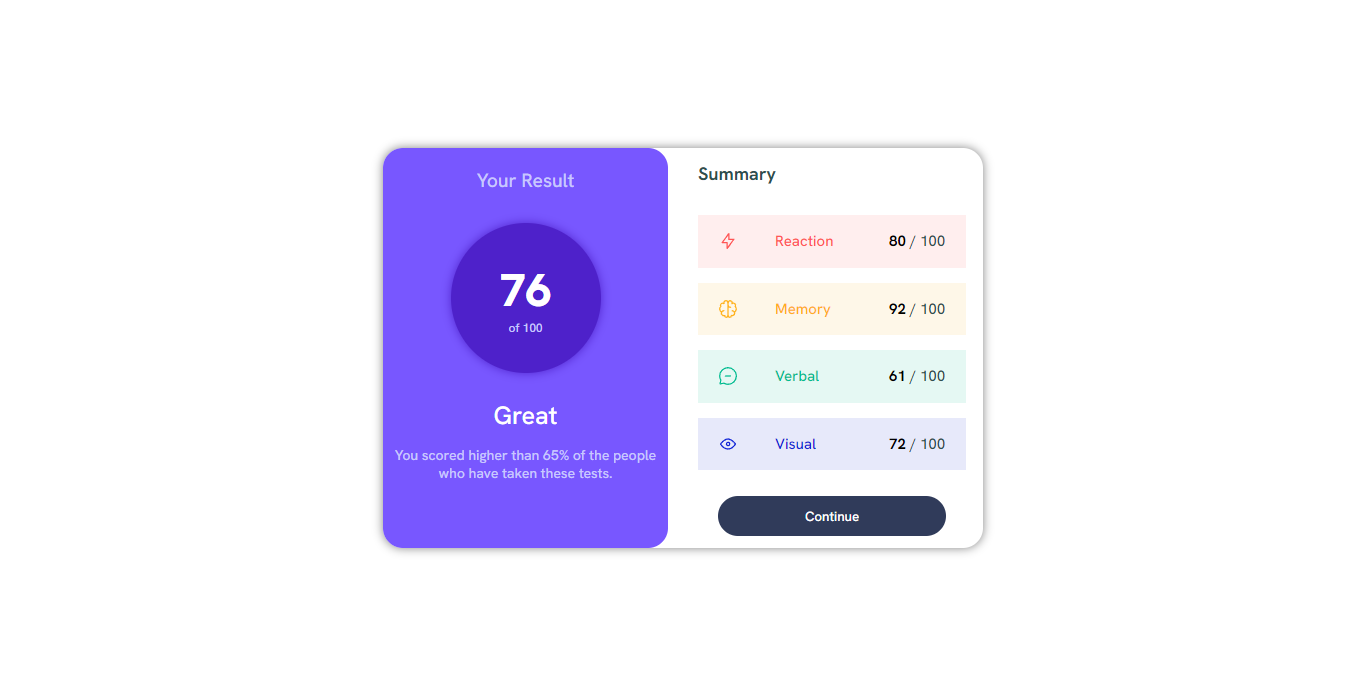 Your Result
76
of 100
Great
You scored higher than 65% of the people
who have taken these tests.
Summary
Reaction 80 / 100
Memory 92 / 100
Verbal 61 / 100
Visual 72 / 100
Continue